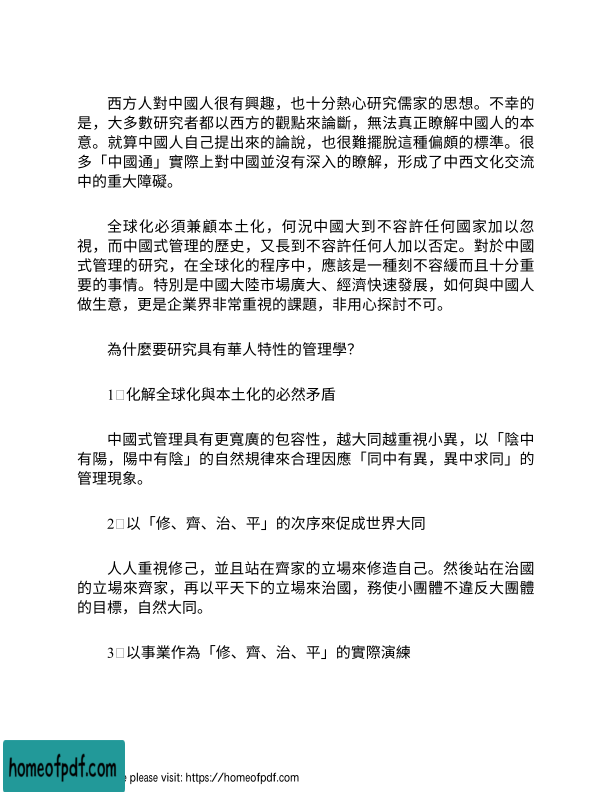 西方人對中國人很有興趣，也十分熱心研究儒家的思想。不幸的
是，大多數研究者都以西方的觀點來論斷，無法真正瞭解中國人的本
意。就算中國人自己提出來的論說，也很難擺脫這種偏頗的標準。很
多「中國通」實際上對中國並沒有深入的瞭解，形成了中西文化交流
中的重大障礙。
全球化必須兼顧本土化，何況中國大到不容許任何國家加以忽
視，而中國式管理的歷史，又長到不容許任何人加以否定。對於中國
式管理的研究，在全球化的程序中，應該是一種刻不容緩而且十分重
要的事情。特別是中國大陸市場廣大、經濟快速發展，如何與中國人
做生意，更是企業界非常重視的課題，非用心探討不可。
為什麼要研究具有華人特性的管理學？
1□化解全球化與本土化的必然矛盾
中國式管理具有更寬廣的包容性，越大同越重視小異，以「陰中
有陽，陽中有陰」的自然規律來合理因應「同中有異，異中求同」的
管理現象。
2□以「修、齊、治、平」的次序來促成世界大同
人人重視修己，並且站在齊家的立場來修造自己。然後站在治國
的立場來齊家，再以平天下的立場來治國，務使小團體不違反大團體
的目標，自然大同。
3□以事業作為「修、齊、治、平」的實際演練
homeofpdf.com
e please visit: https://homeofpdf.com